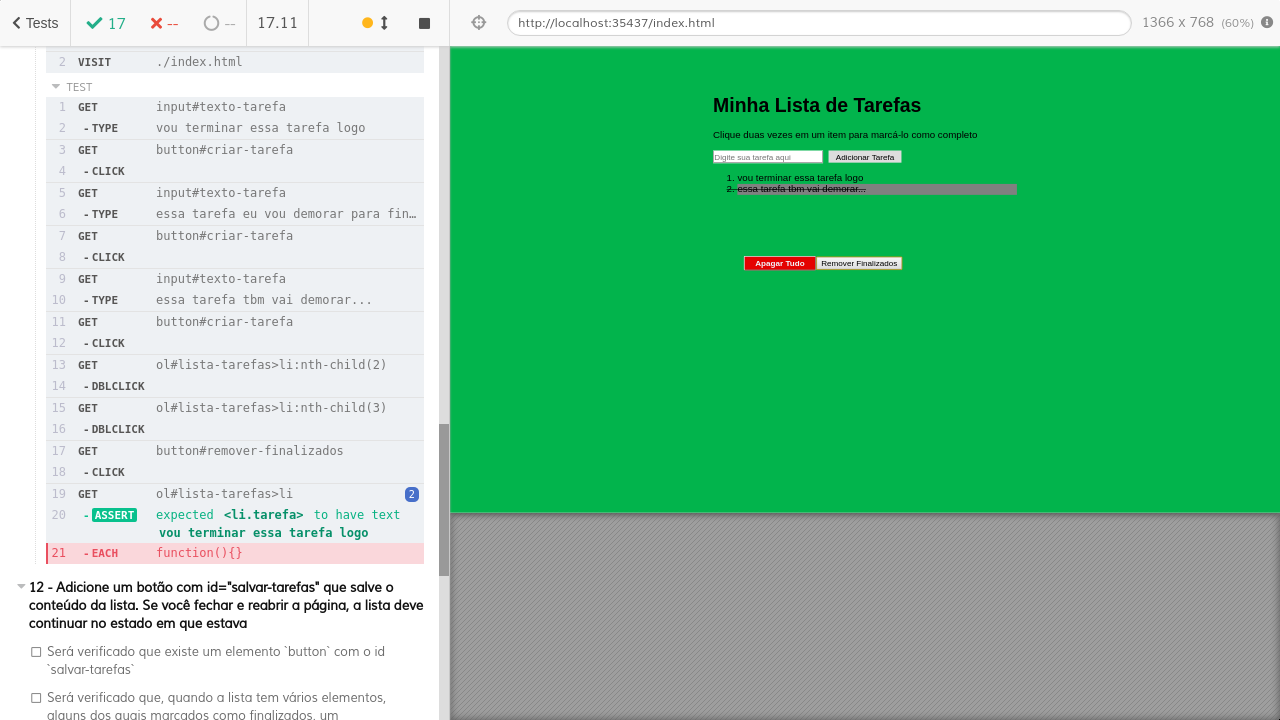 Tests 17 -- -- 17.11 http://localhost:35437/index.html 1366 x 768 (60%)
2 VISIT ./index.html
TEST
1 GET input#texto-tarefa
2 - TYPE vou terminar essa tarefa logo
3 GET button#criar-tarefa
4 - CLICK
5 GET input#texto-tarefa
6 - TYPE essa tarefa eu vou demorar para fin…
7 GET button#criar-tarefa
8 - CLICK
9 GET input#texto-tarefa
10 - TYPE essa tarefa tbm vai demorar...
11 GET button#criar-tarefa
12 - CLICK
13 GET ol#lista-tarefas>li:nth-child(2)
14 - DBLCLICK
15 GET ol#lista-tarefas>li:nth-child(3)
16 - DBLCLICK
17 GET button#remover-finalizados
18 - CLICK
19 GET ol#lista-tarefas>li 2
20 - ASSERT expected <li.tarefa> to have text
vou terminar essa tarefa logo
21 - EACH function(){}
12 - Adicione um botão com id="salvar-tarefas" que salve o
conteúdo da lista. Se você fechar e reabrir a página, a lista deve
continuar no estado em que estava
Será verificado que existe um elemento `button` com o id
`salvar-tarefas`
Será verificado que, quando a lista tem vários elementos,
alguns dos quais marcados como finalizados, um
Minha Lista de Tarefas
Clique duas vezes em um item para marcá-lo como completo
Digite sua tarefa aqui Adicionar Tarefa
1. vou terminar essa tarefa logo
2. essa tarefa tbm vai demorar...
Apagar Tudo Remover Finalizados